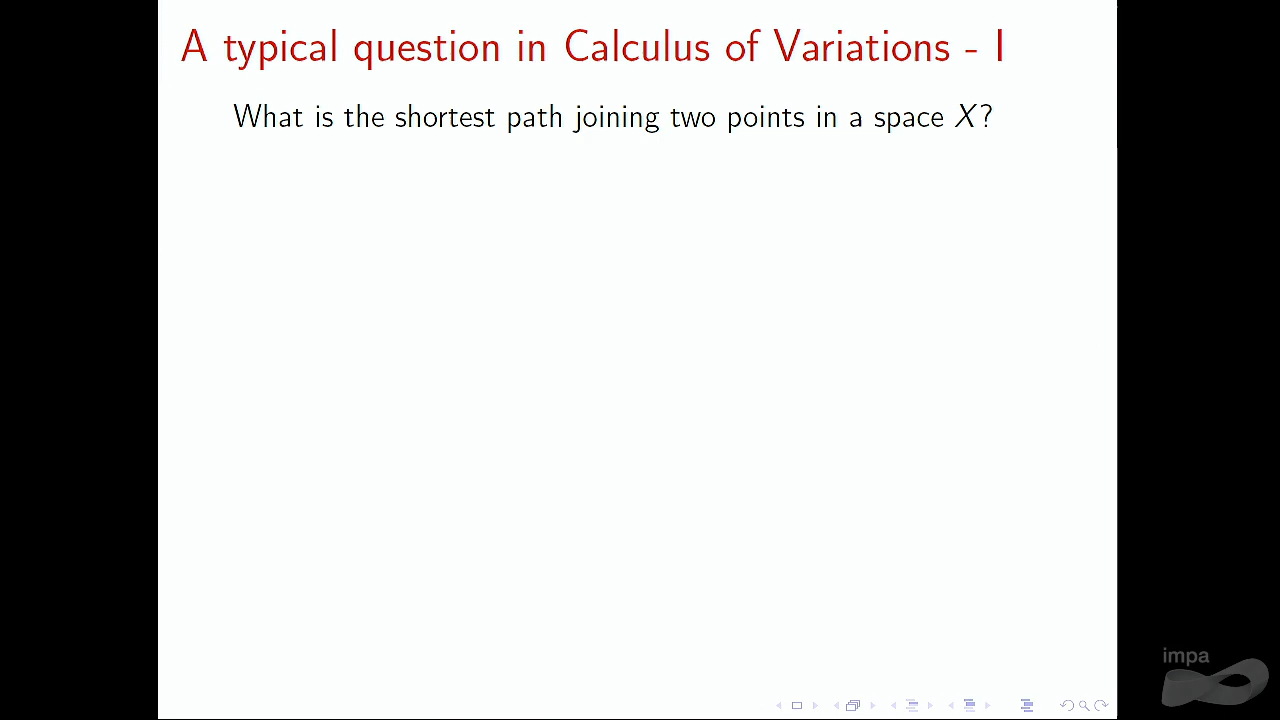 A typical question in Calculus of Variations - I
What is the shortest path joining two points in a space X?
impa